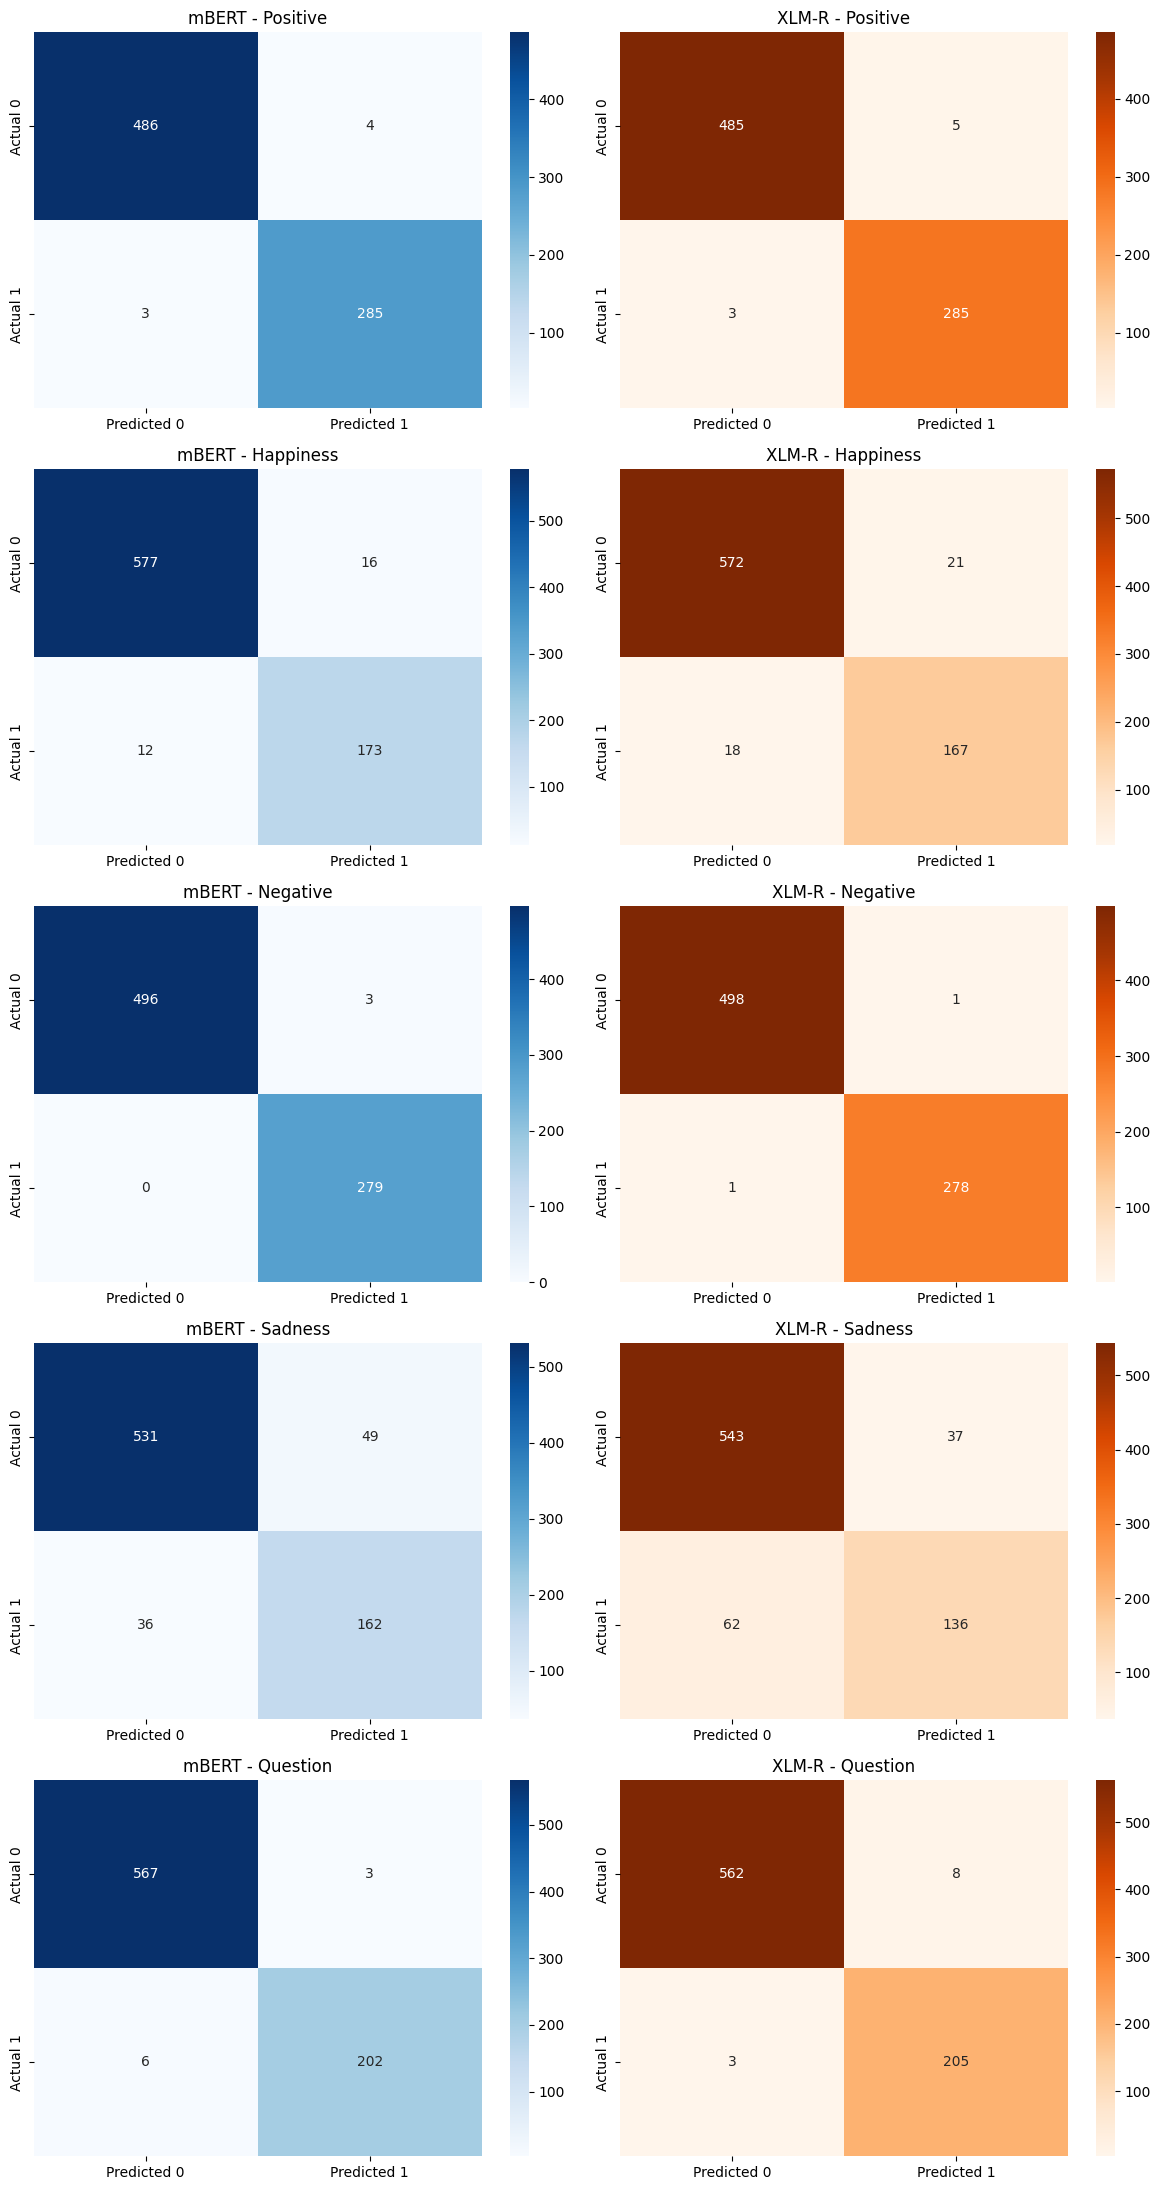 mBERT - Positive
XLM-R - Positive
Actual 0
486
4
400
Actual 0
485
5
400
300
300
200
200
Actual 1
3
285
100
Actual 1
3
285
100
Predicted 0
Predicted 1
Predicted 0
Predicted 1
mBERT - Happiness
XLM-R - Happiness
Actual 0
577
16
500
Actual 0
572
21
500
400
400
300
300
Actual 1
12
173
200
Actual 1
18
167
200
100
100
Predicted 0
Predicted 1
Predicted 0
Predicted 1
mBERT - Negative
XLM-R - Negative
Actual 0
496
3
400
Actual 0
498
1
400
300
300
200
200
Actual 1
0
279
100
Actual 1
1
278
100
0
Predicted 0
Predicted 1
Predicted 0
Predicted 1
mBERT - Sadness
XLM-R - Sadness
Actual 0
531
49
500
Actual 0
543
37
500
400
400
300
300
Actual 1
36
162
200
Actual 1
62
136
200
100
100
Predicted 0
Predicted 1
Predicted 0
Predicted 1
mBERT - Question
XLM-R - Question
Actual 0
567
3
500
Actual 0
562
8
500
400
400
300
300
Actual 1
6
202
200
Actual 1
3
205
200
100
100
Predicted 0
Predicted 1
Predicted 0
Predicted 1